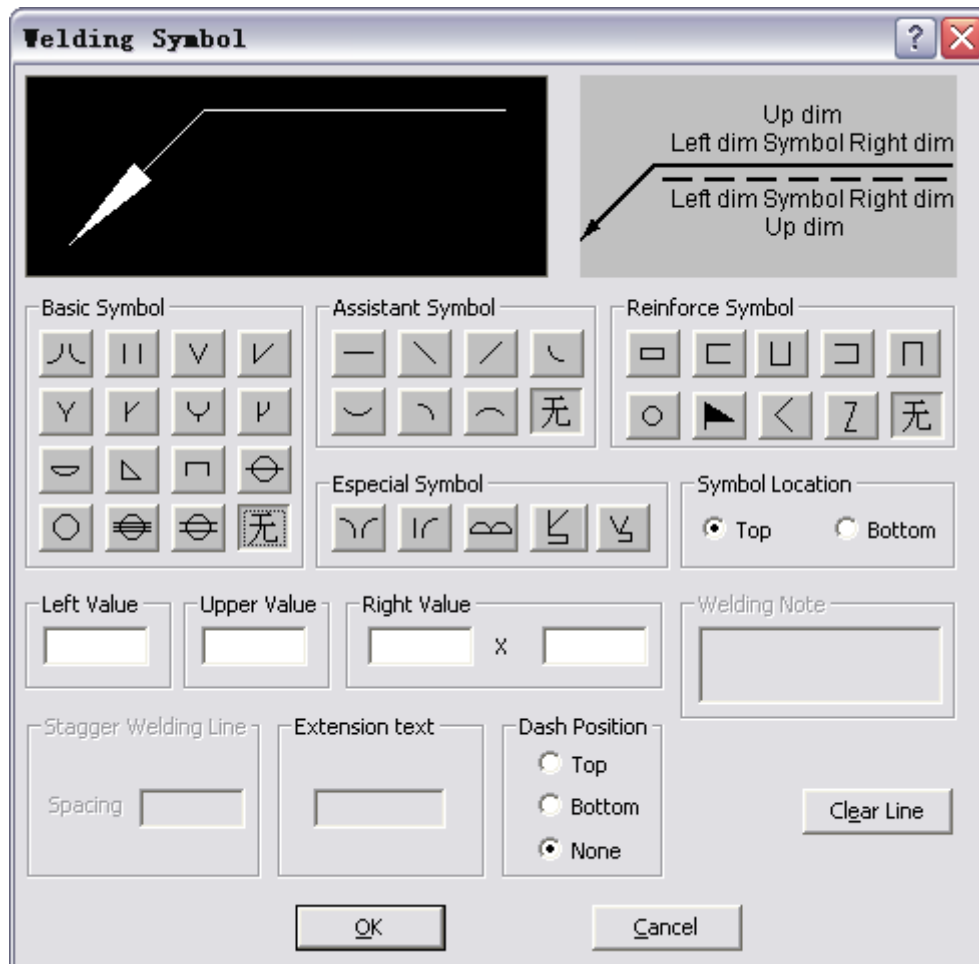 Welding Symbol
?
Up dim
Left dim Symbol Right dim
Left dim Symbol Right dim
Up dim
Basic Symbol
无
Assistant Symbol
无
Reinforce Symbol
无
Especial Symbol
Symbol Location
Top Bottom
Left Value
Upper Value
Right Value
X
Welding Note
Stagger Welding Line
Spacing
Extension text
Dash Position
Top
Bottom
None
Clear Line
OK
Cancel